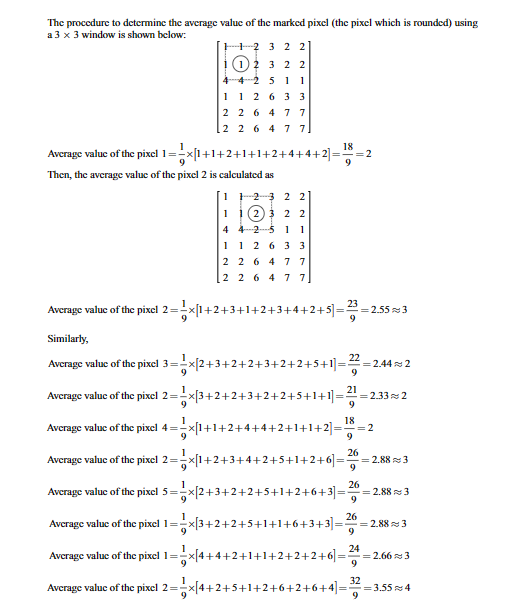 The procedure to determine the average value of the marked pixel (the pixel which is rounded) using
a 3 × 3 window is shown below:
1 1 2 3 2 2
1 1 2 3 2 2
4 4 2 5 1 1
1 1 2 6 3 3
2 2 6 4 7 7
2 2 6 4 7 7
Average value of the pixel 1 = 1/9 × [1+1+2+1+1+2+4+4+2] = 18/9 = 2
Then, the average value of the pixel 2 is calculated as
1 1 2 3 2 2
1 1 2 3 2 2
4 4 2 5 1 1
1 1 2 6 3 3
2 2 6 4 7 7
2 2 6 4 7 7
Average value of the pixel 2 = 1/9 × [1+2+3+1+2+3+4+2+5] = 23/9 = 2.55 ≈ 3
Similarly,
Average value of the pixel 3 = 1/9 × [2+3+2+2+3+2+2+5+1] = 22/9 = 2.44 ≈ 2
Average value of the pixel 2 = 1/9 × [3+2+2+3+2+2+5+1+1] = 21/9 = 2.33 ≈ 2
Average value of the pixel 4 = 1/9 × [1+1+2+4+4+2+1+1+2] = 18/9 = 2
Average value of the pixel 2 = 1/9 × [1+2+3+4+2+5+1+2+6] = 26/9 = 2.88 ≈ 3
Average value of the pixel 5 = 1/9 × [2+3+2+2+5+1+2+6+3] = 26/9 = 2.88 ≈ 3
Average value of the pixel 1 = 1/9 × [3+2+2+5+1+1+6+3+3] = 26/9 = 2.88 ≈ 3
Average value of the pixel 1 = 1/9 × [4+4+2+1+1+2+2+2+6] = 24/9 = 2.66 ≈ 3
Average value of the pixel 2 = 1/9 × [4+2+5+1+2+6+2+6+4] = 32/9 = 3.55 ≈ 4